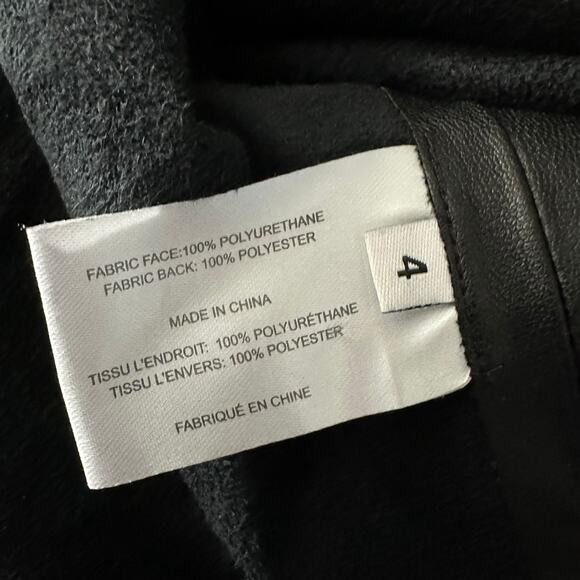 FABRIC FACE:100% POLYURETHANE
FABRIC BACK: 100% POLYESTER
MADE IN CHINA
TISSU L'ENDROIT: 100% POLYURÉTHANE
TISSU L'ENVERS: 100% POLYESTER
FABRIQUÉ EN CHINE
4